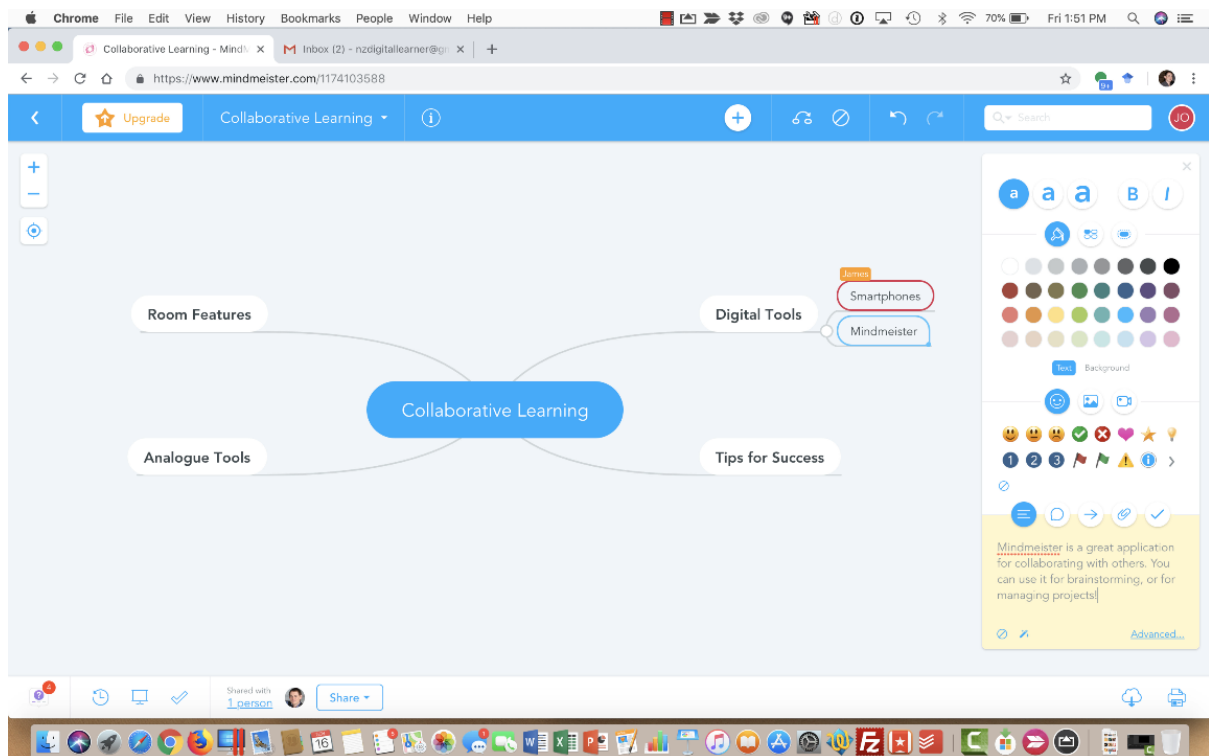 Chrome File Edit View History Bookmarks People Window Help
70% Fri 1:51 PM
Collaborative Learning - Mind
Inbox (2) - nzdigitallearner@g
https://www.mindmeister.com/1174103588
9+
Upgrade
Collaborative Learning
Search
JO
a a a B I
James
Smartphones
Room Features
Digital Tools
Mindmeister
Collaborative Learning
Analogue Tools
Tips for Success
Text Background
1 2 3
Mindmeister is a great application
for collaborating with others. You
can use it for brainstorming, or for
managing projects!
Advanced...
4
Shared with
1 person
Share
16